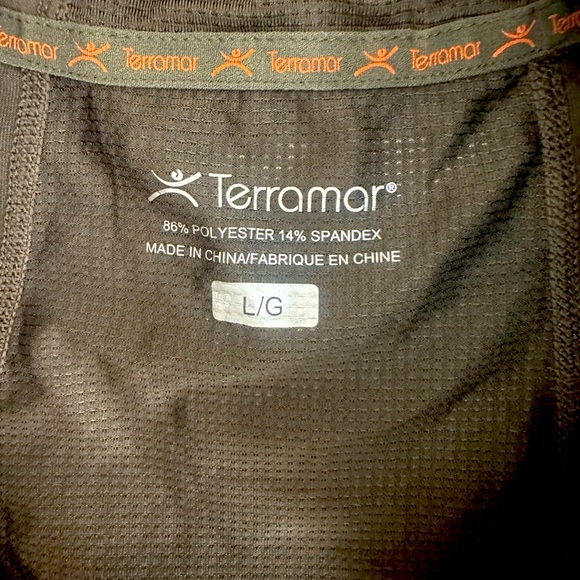 Terramar Terramar Terramar Terramar Terramar
Terramar®
86% POLYESTER 14% SPANDEX
MADE IN CHINA/FABRIQUE EN CHINE
L/G